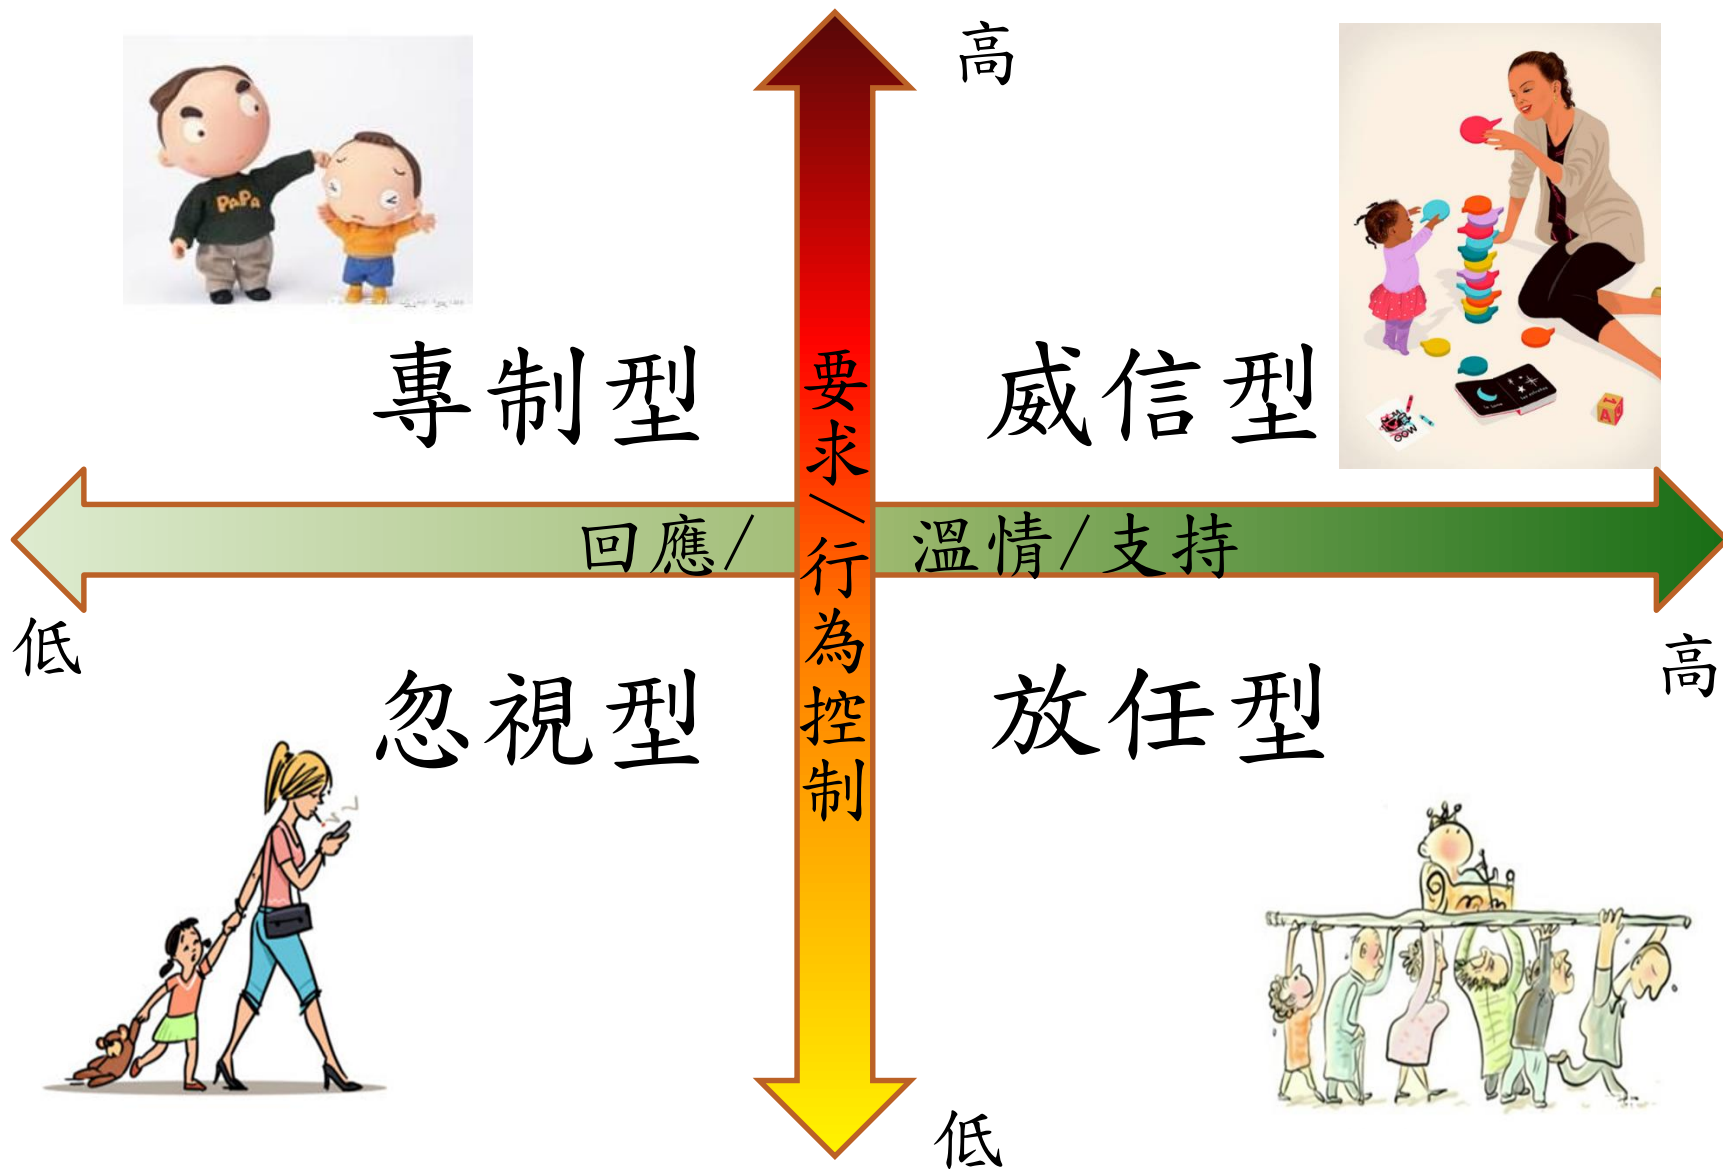 高
PAPA
專制型
威信型
要求/行為控制
回應/
溫情/支持
低
高
忽視型
放任型
低